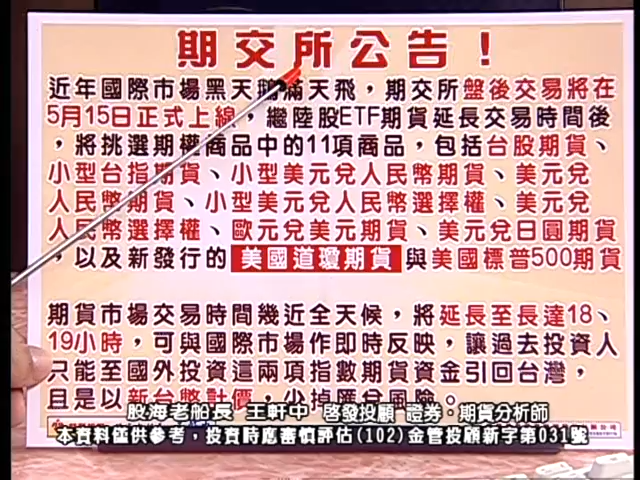 期交所公告！
近年國際市場黑天鵝滿天飛，期交所盤後交易將在
5月15日正式上線，繼陸股ETF期貨延長交易時間後
，將挑選期權商品中的11項商品，包括台股期貨、
小型台指期貨、小型美元兌人民幣期貨、美元兌
人民幣期貨、小型美元兌人民幣選擇權、美元兌
人民幣選擇權、歐元兌美元期貨、美元兌日圓期貨
，以及新發行的美國道瓊期貨與美國標普500期貨
期貨市場交易時間幾近全天候，將延長至長達18、
19小時，可與國際市場作即時反映，讓過去投資人
只能至國外投資這兩項指數期貨資金引回台灣，
且是以新台幣計價，少掉匯兌風險。
股海老船長 王軒中 啓發投顧 證券‧期貨分析師
本資料僅供參考，投資時應審慎評估(102)金管投顧新字第031號